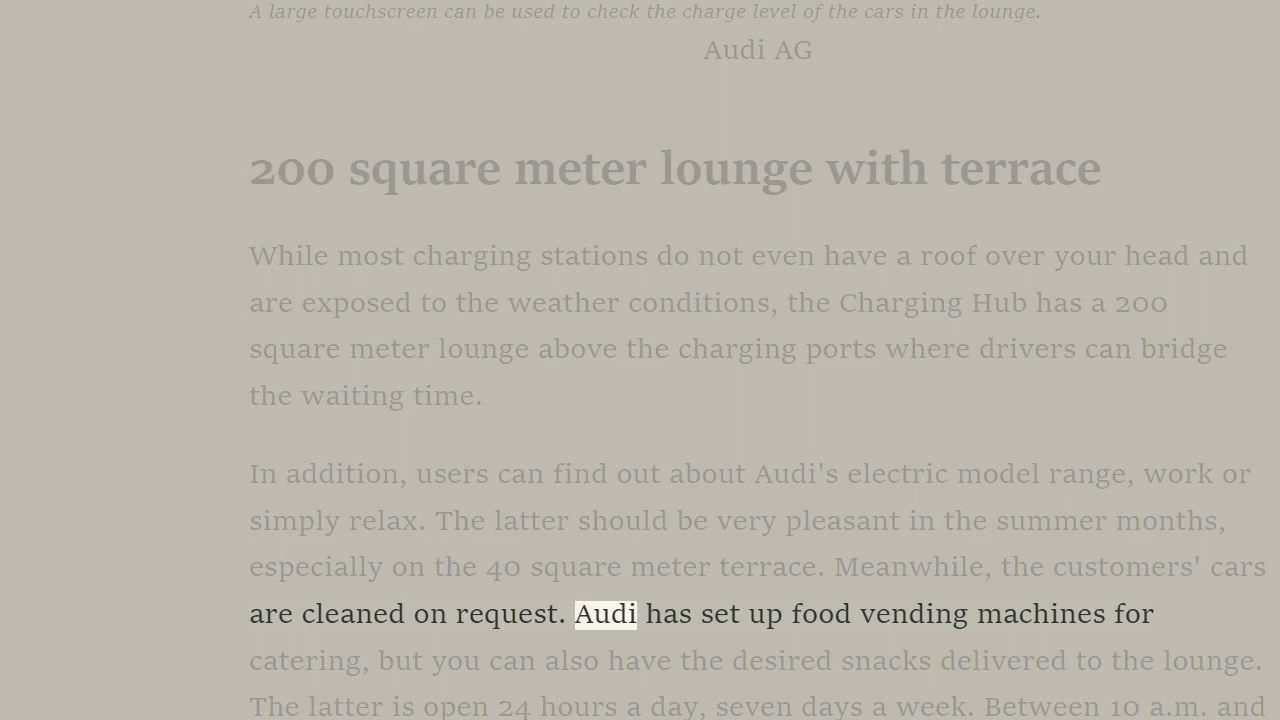 A large touchscreen can be used to check the charge level of the cars in the lounge.
Audi AG
200 square meter lounge with terrace
While most charging stations do not even have a roof over your head and
are exposed to the weather conditions, the Charging Hub has a 200
square meter lounge above the charging ports where drivers can bridge
the waiting time.
In addition, users can find out about Audi's electric model range, work or
simply relax. The latter should be very pleasant in the summer months,
especially on the 40 square meter terrace. Meanwhile, the customers' cars
are cleaned on request. Audi has set up food vending machines for
catering, but you can also have the desired snacks delivered to the lounge.
The latter is open 24 hours a day, seven days a week. Between 10 a.m. and